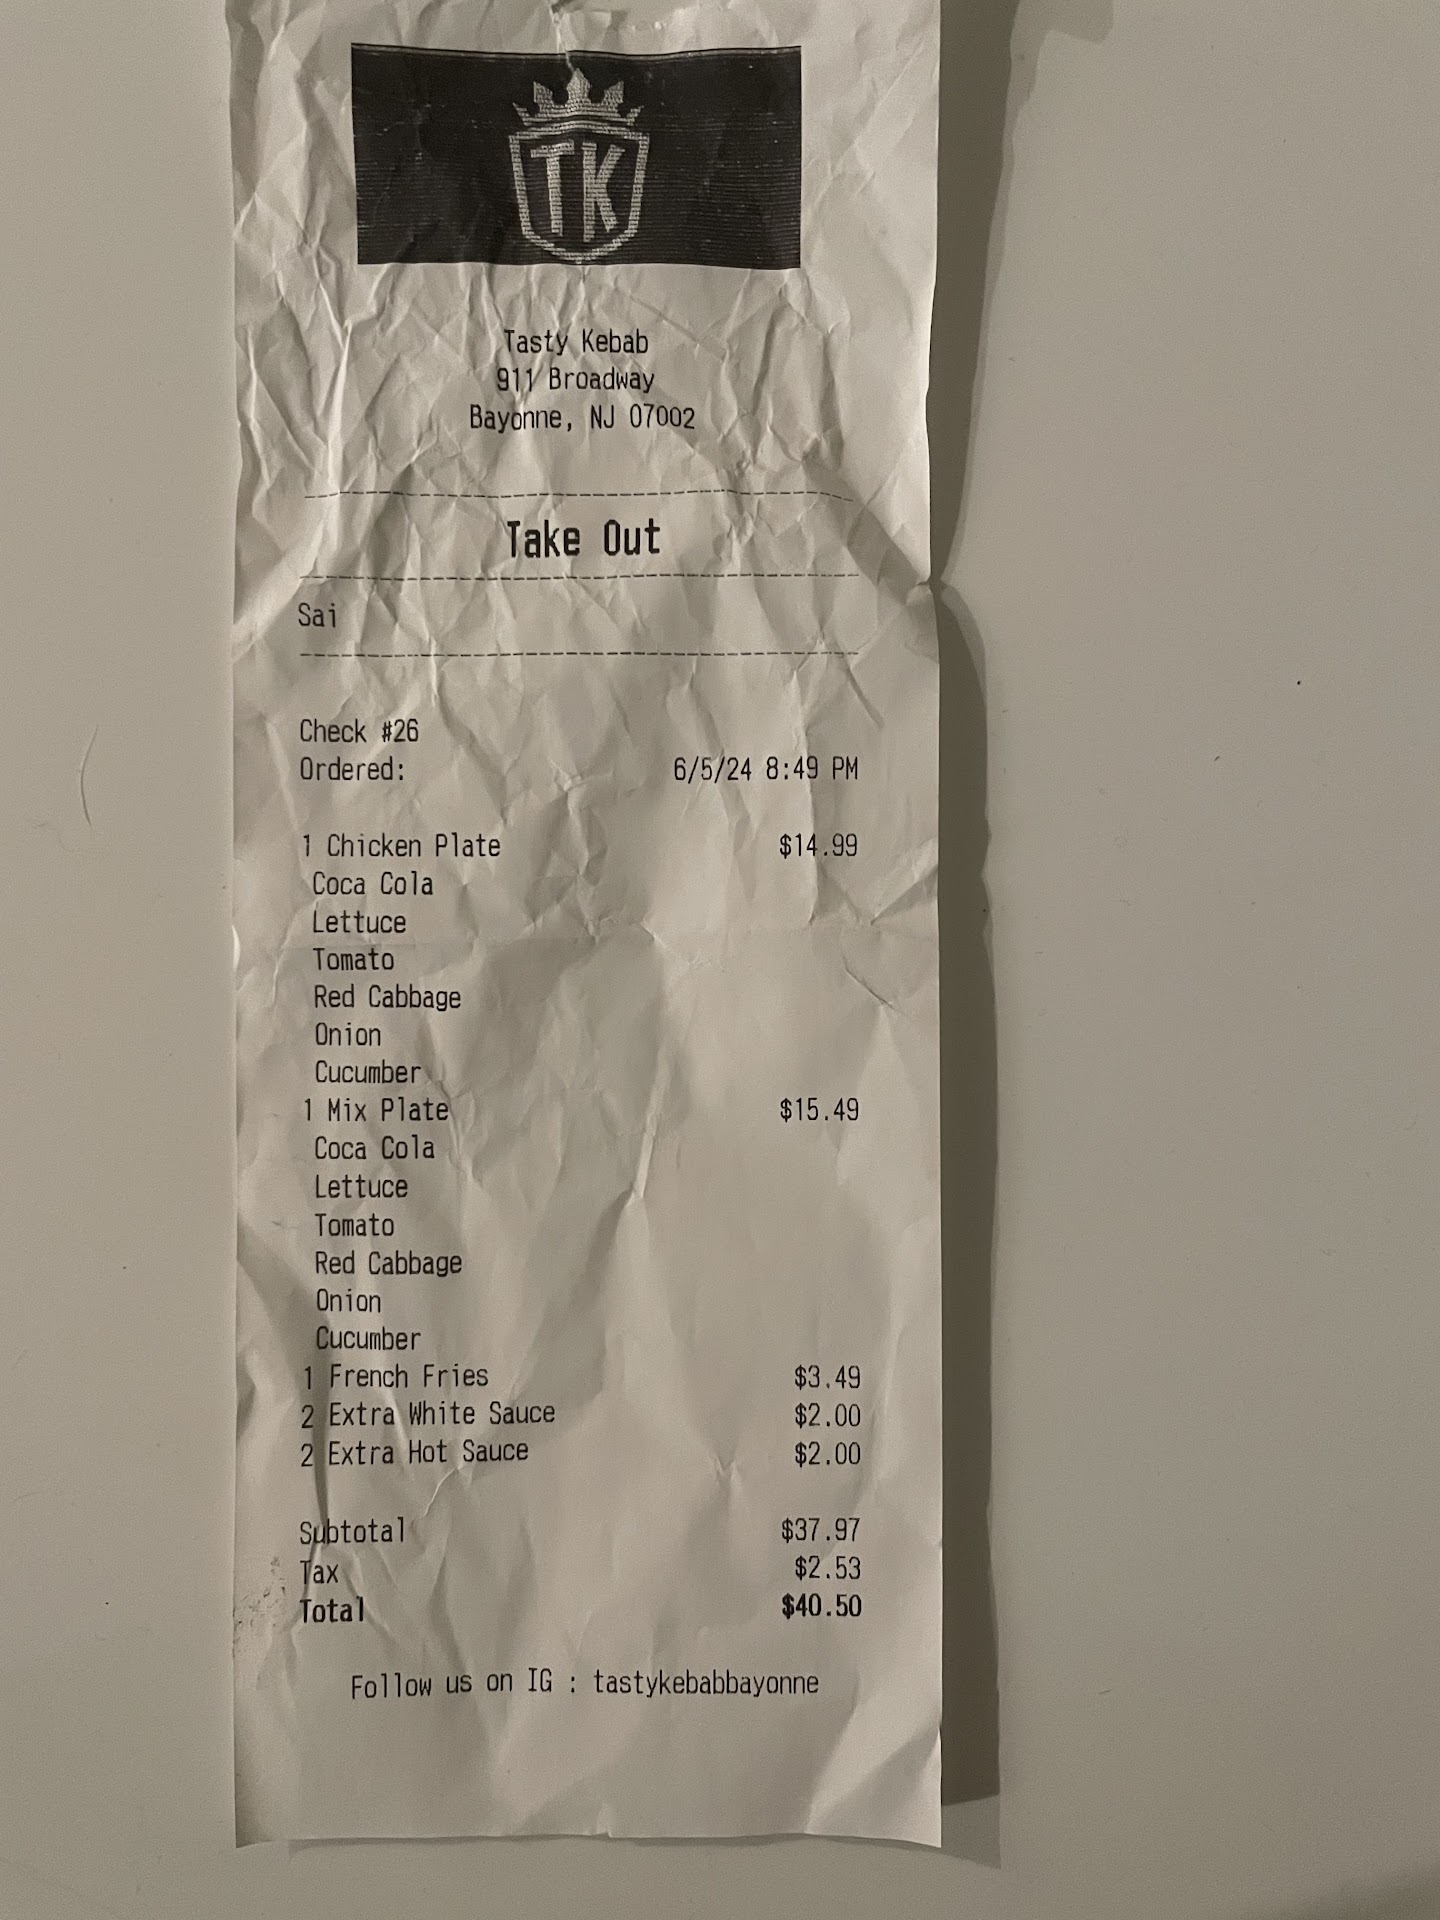 TK
Tasty Kebab
911 Broadway
Bayonne, NJ 07002
Take Out
Sai
Check #26
Ordered: 6/5/24 8:49 PM
1 Chicken Plate $14.99
Coca Cola
Lettuce
Tomato
Red Cabbage
Onion
Cucumber
1 Mix Plate $15.49
Coca Cola
Lettuce
Tomato
Red Cabbage
Onion
Cucumber
1 French Fries $3.49
2 Extra White Sauce $2.00
2 Extra Hot Sauce $2.00
Subtotal $37.97
Tax $2.53
Total $40.50
Follow us on IG : tastykebabbayonne